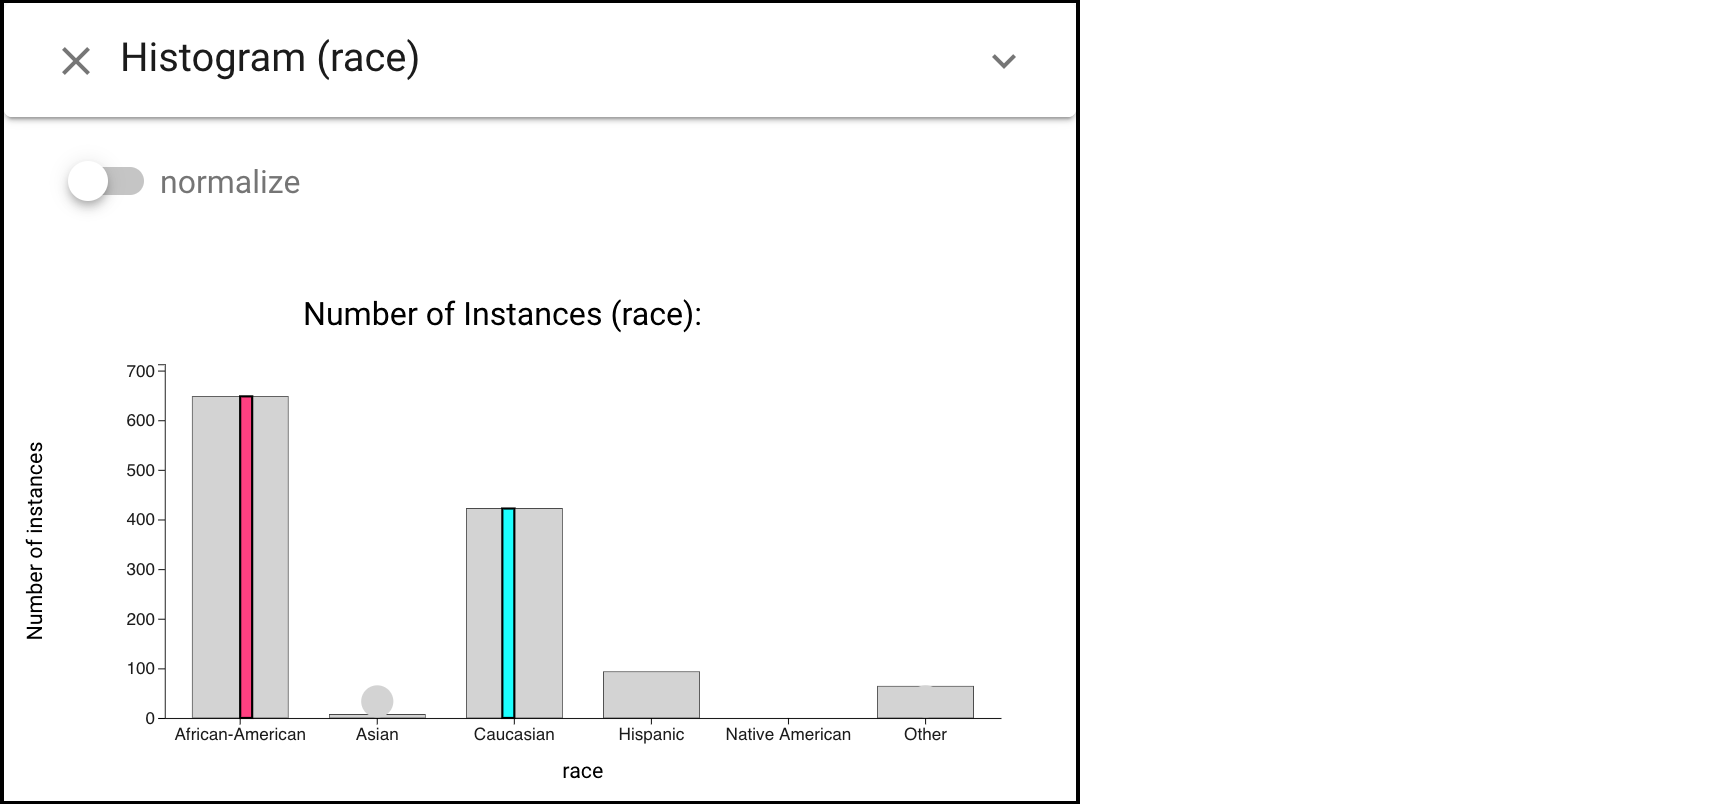 Histogram (race)
normalize
Number of Instances (race):
Number of instances
700
600
500
400
300
200
100
0
African-American Asian Caucasian Hispanic Native American Other
race